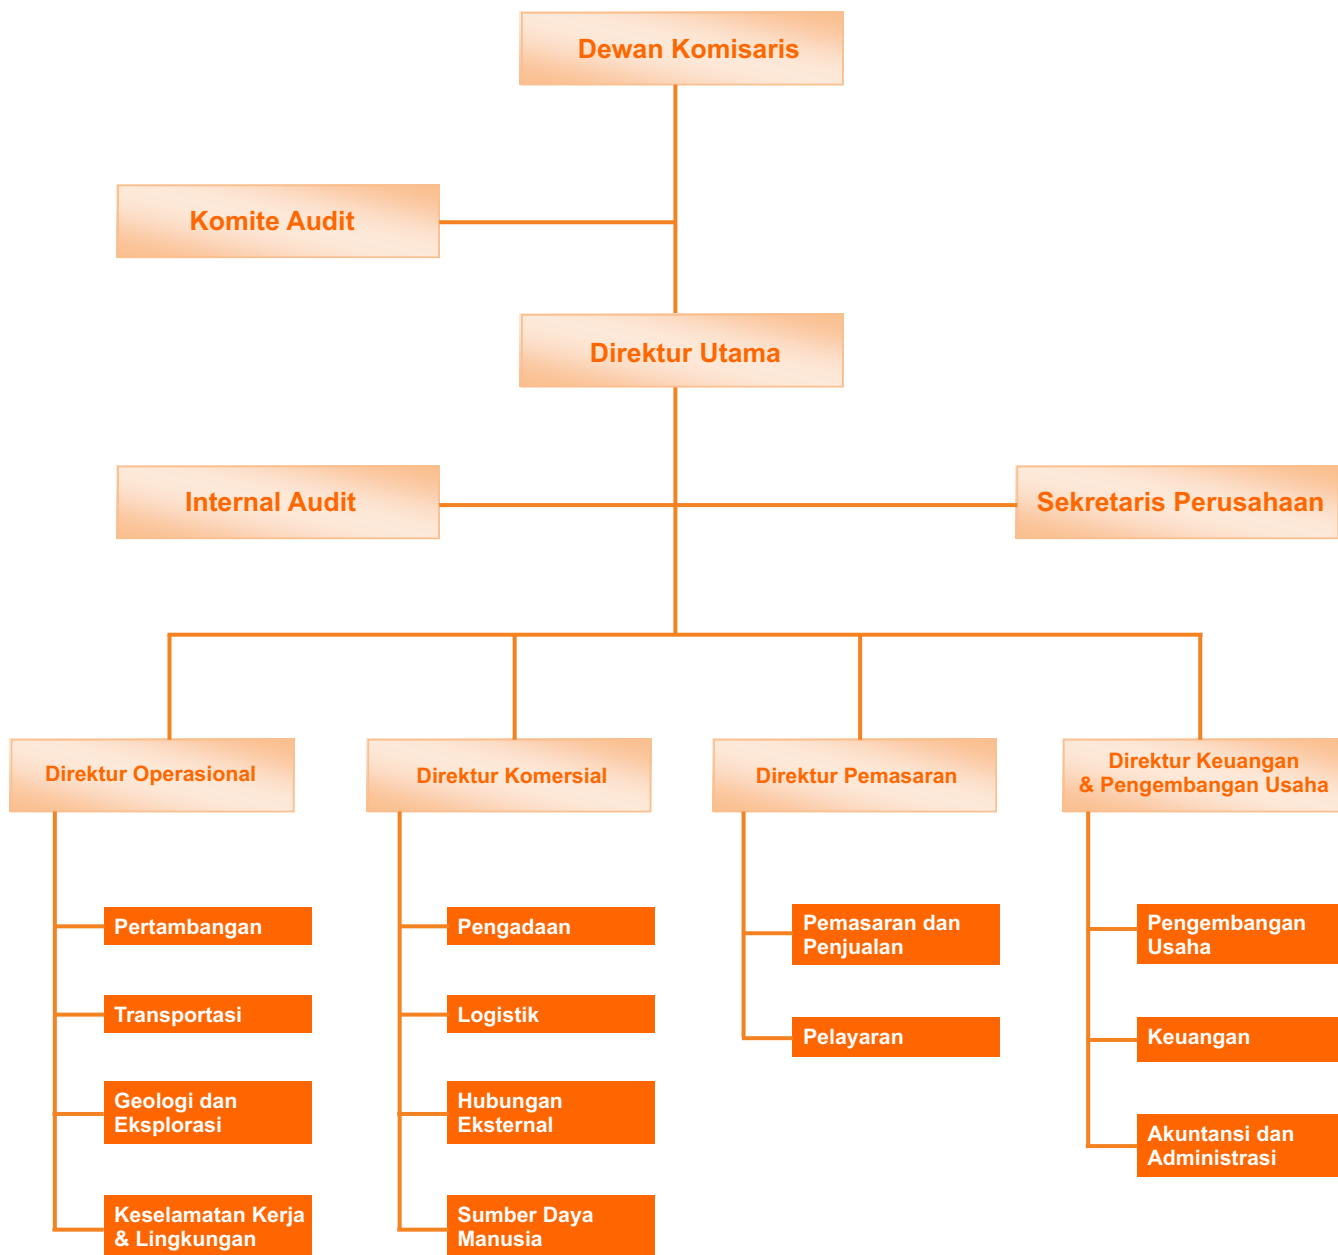 Dewan Komisaris
Komite Audit
Direktur Utama
Internal Audit
Sekretaris Perusahaan
Direktur Operasional
Direktur Komersial
Direktur Pemasaran
Direktur Keuangan
& Pengembangan Usaha
Pertambangan
Transportasi
Geologi dan
Eksplorasi
Keselamatan Kerja
& Lingkungan
Pengadaan
Logistik
Hubungan
Eksternal
Sumber Daya
Manusia
Pemasaran dan
Penjualan
Pelayaran
Pengembangan
Usaha
Keuangan
Akuntansi dan
Administrasi